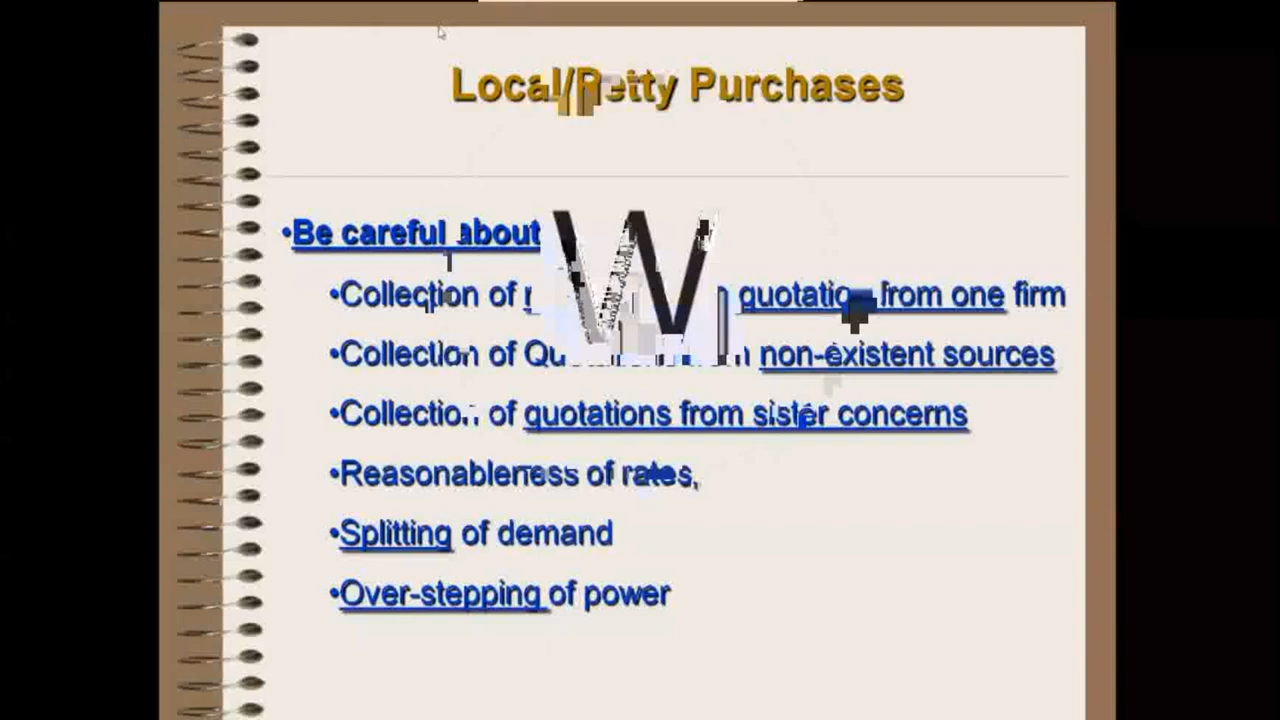 Local/Petty Purchases
•Be careful about
•Collection of quotation from one firm
•Collection of non-existent sources
•Collection of quotations from sister concerns
•Reasonableness of rates,
•Splitting of demand
•Over-stepping of power
W